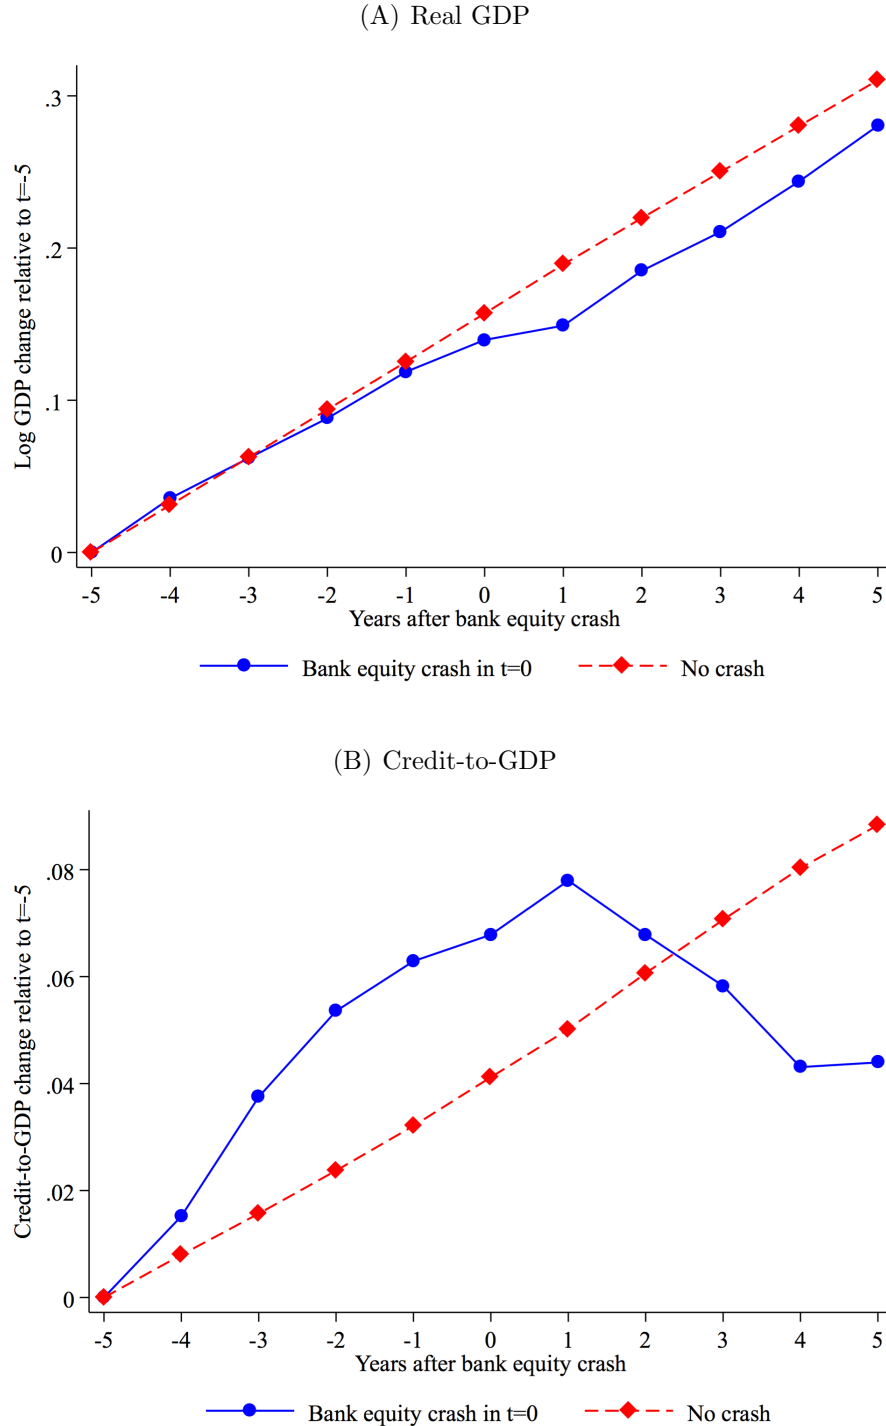 (A) Real GDP
Log GDP change relative to t=-5
.3
.2
.1
0
-5 -4 -3 -2 -1 0 1 2 3 4 5
Years after bank equity crash
Bank equity crash in t=0 No crash
(B) Credit-to-GDP
Credit-to-GDP change relative to t=-5
.08
.06
.04
.02
0
-5 -4 -3 -2 -1 0 1 2 3 4 5
Years after bank equity crash
Bank equity crash in t=0 No crash